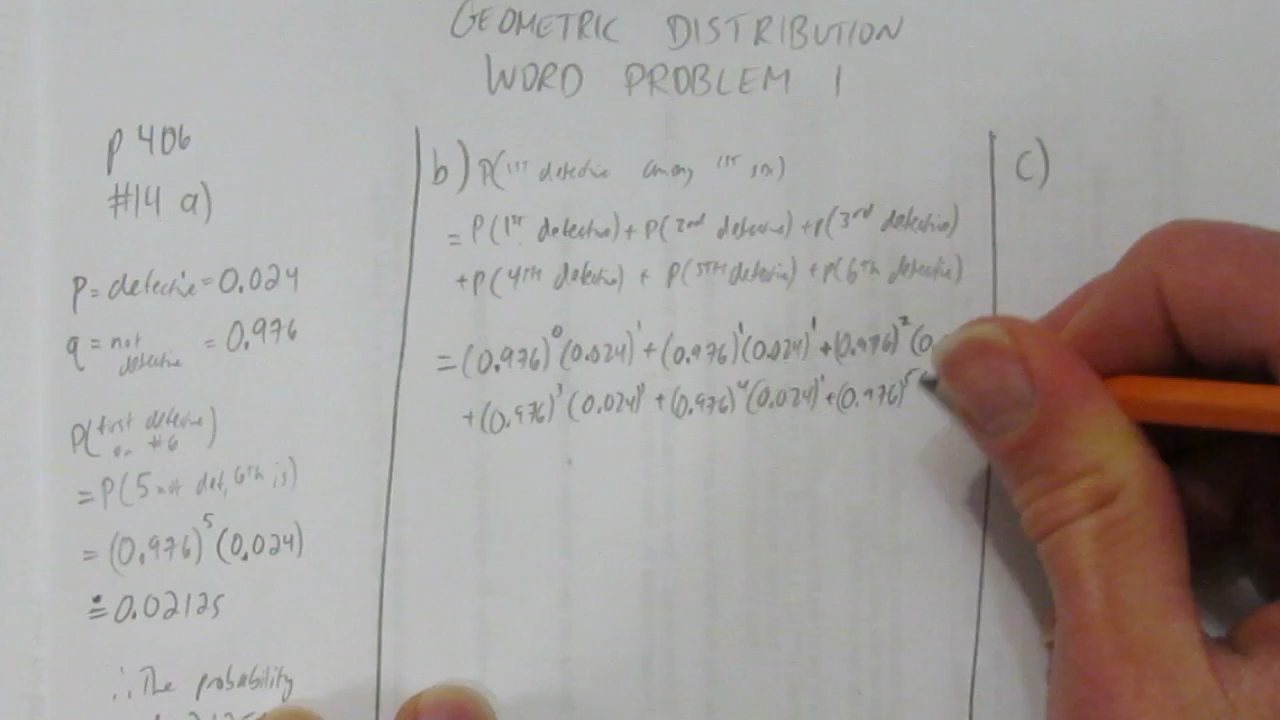 GEOMETRIC DISTRIBUTION
WORD PROBLEM 1
p 406
#14 a)
p = defective = 0.024
q = not defective = 0.976
P(first defective on #6)
= P(5 not def, 6TH is)
= (0.976)^5 (0.024)
≐ 0.02125
∴ The probability
b) P(1ST defective among 1ST six)
= P(1st defective) + P(2nd defective) + P(3rd defective)
+ P(4TH defective) + P(5TH defective) + P(6TH defective)
= (0.976)^0 (0.024)^1 + (0.976)^1 (0.024)^1 + (0.976)^2 (0.
+ (0.976)^3 (0.024)^1 + (0.976)^4 (0.024)^1 + (0.976)^5
c)